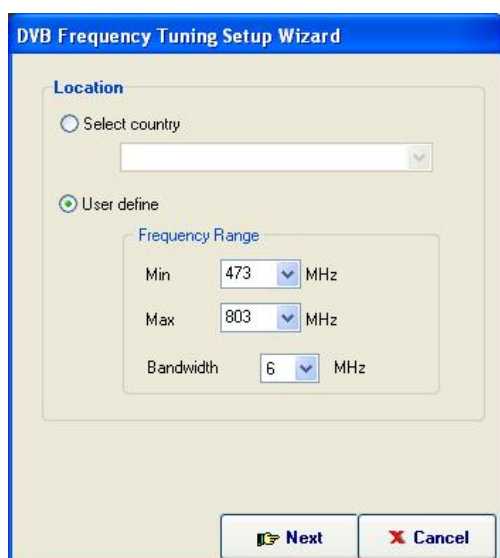 DVB Frequency Tuning Setup Wizard
Location
Select country
User define
Frequency Range
Min 473 MHz
Max 803 MHz
Bandwidth 6 MHz
Next X Cancel